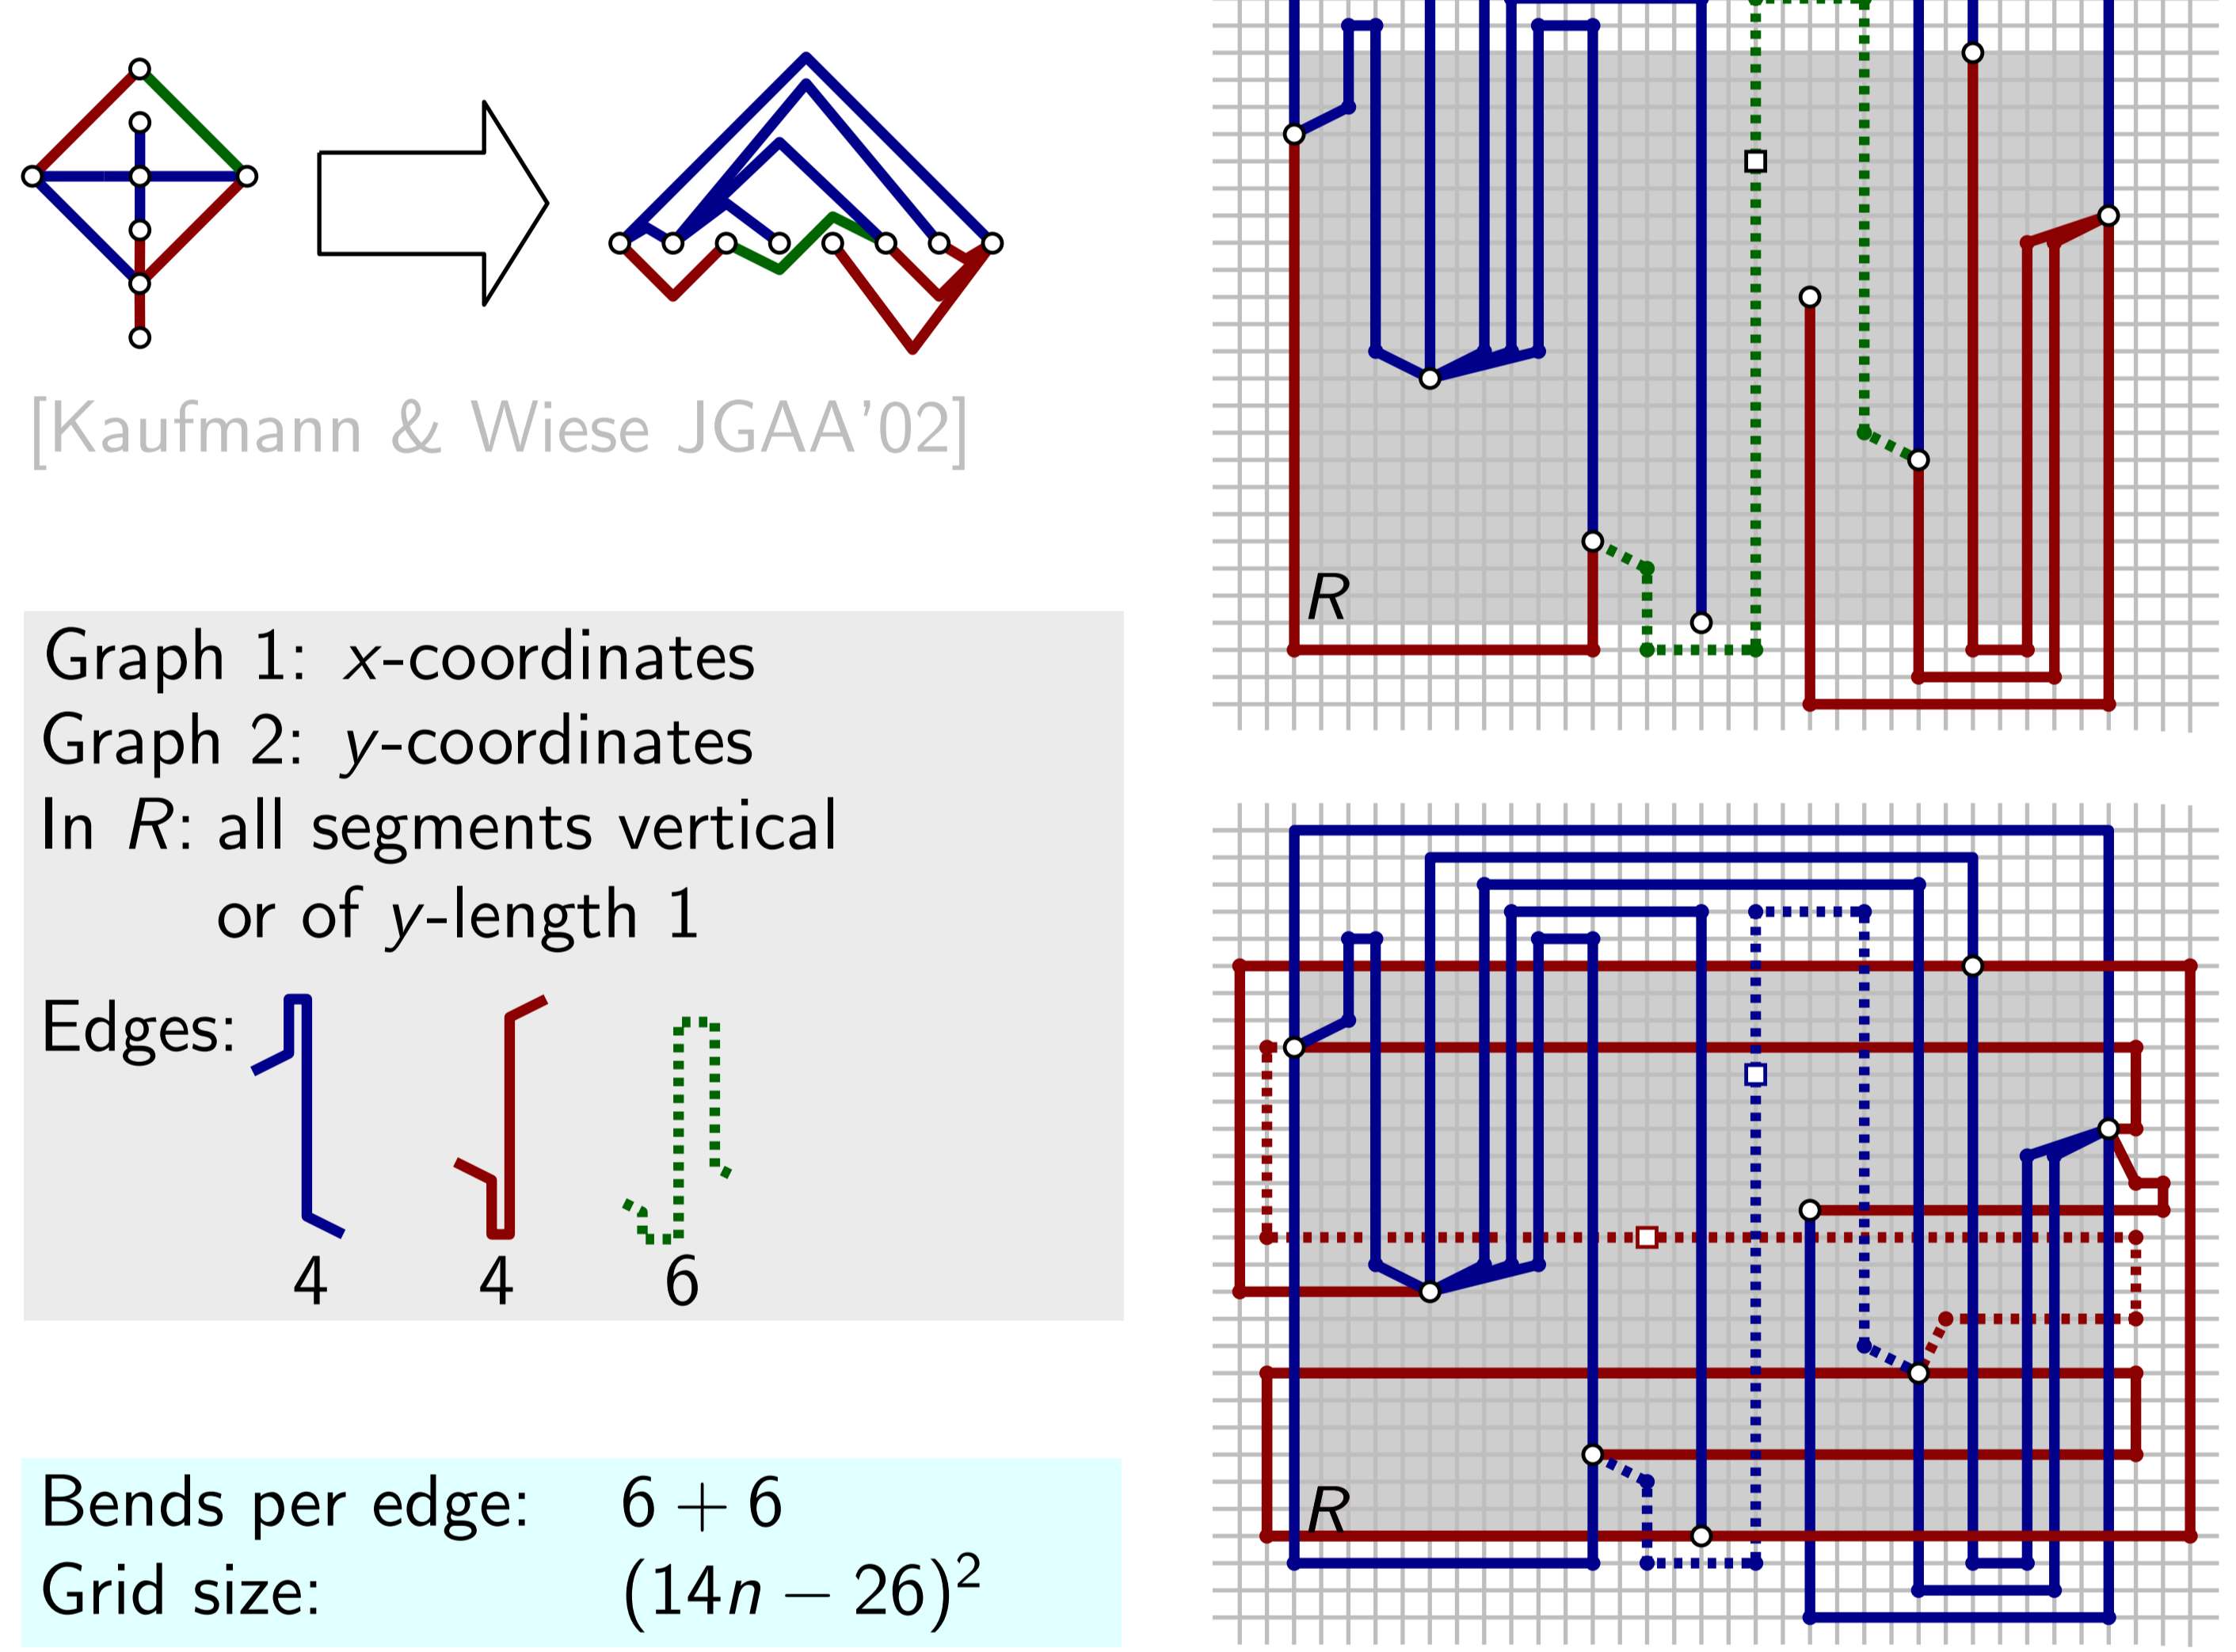 [Kaufmann & Wiese JGAA'02]
Graph 1: x-coordinates
Graph 2: y-coordinates
In R: all segments vertical
or of y-length 1
Edges:
4 4 6
Bends per edge: 6 + 6
Grid size: (14n − 26)²
R
R